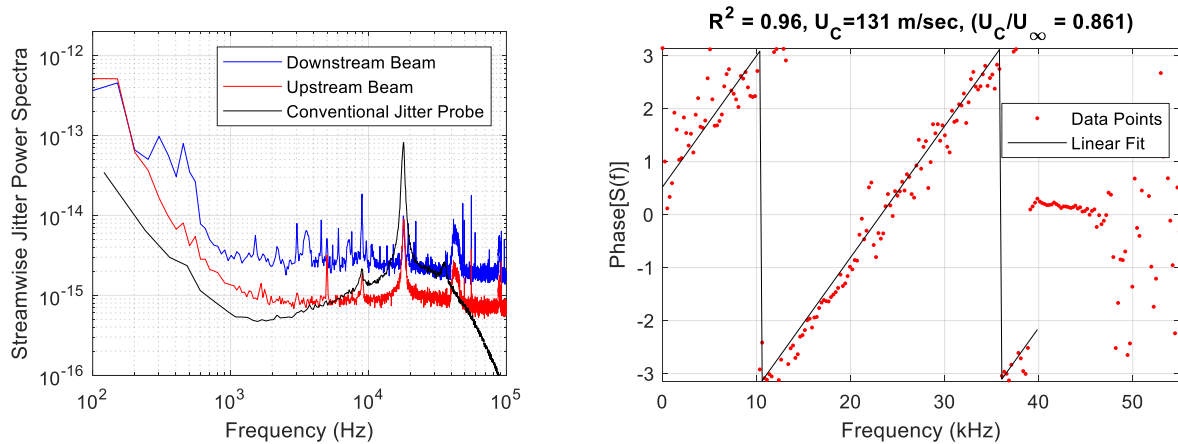 Streamwise Jitter Power Spectra
10^-12
10^-13
10^-14
10^-15
10^-16
Downstream Beam
Upstream Beam
Conventional Jitter Probe
10^2 10^3 10^4 10^5
Frequency (Hz)
R^2 = 0.96, U_C=131 m/sec, (U_C/U_∞ = 0.861)
Phase[S(f)]
3
2
1
0
-1
-2
-3
Data Points
Linear Fit
0 10 20 30 40 50
Frequency (kHz)